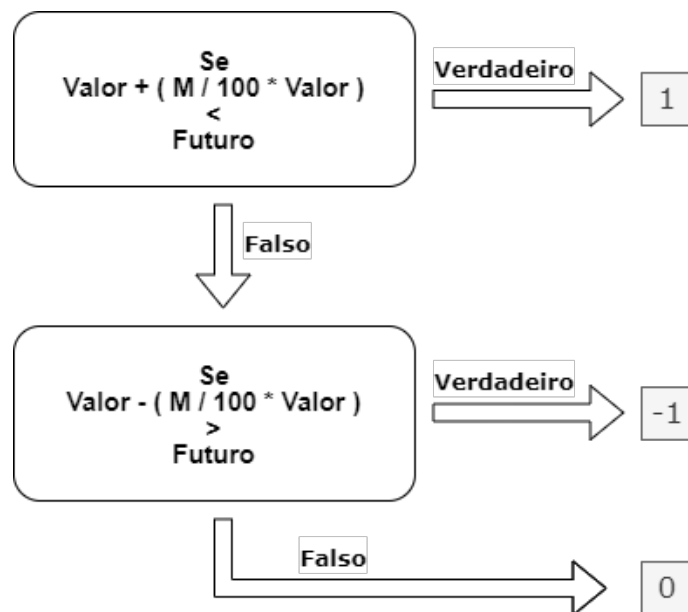 Se
Valor + ( M / 100 * Valor )
<
Futuro
Verdadeiro
1
Falso
Se
Valor - ( M / 100 * Valor )
>
Futuro
Verdadeiro
-1
Falso
0